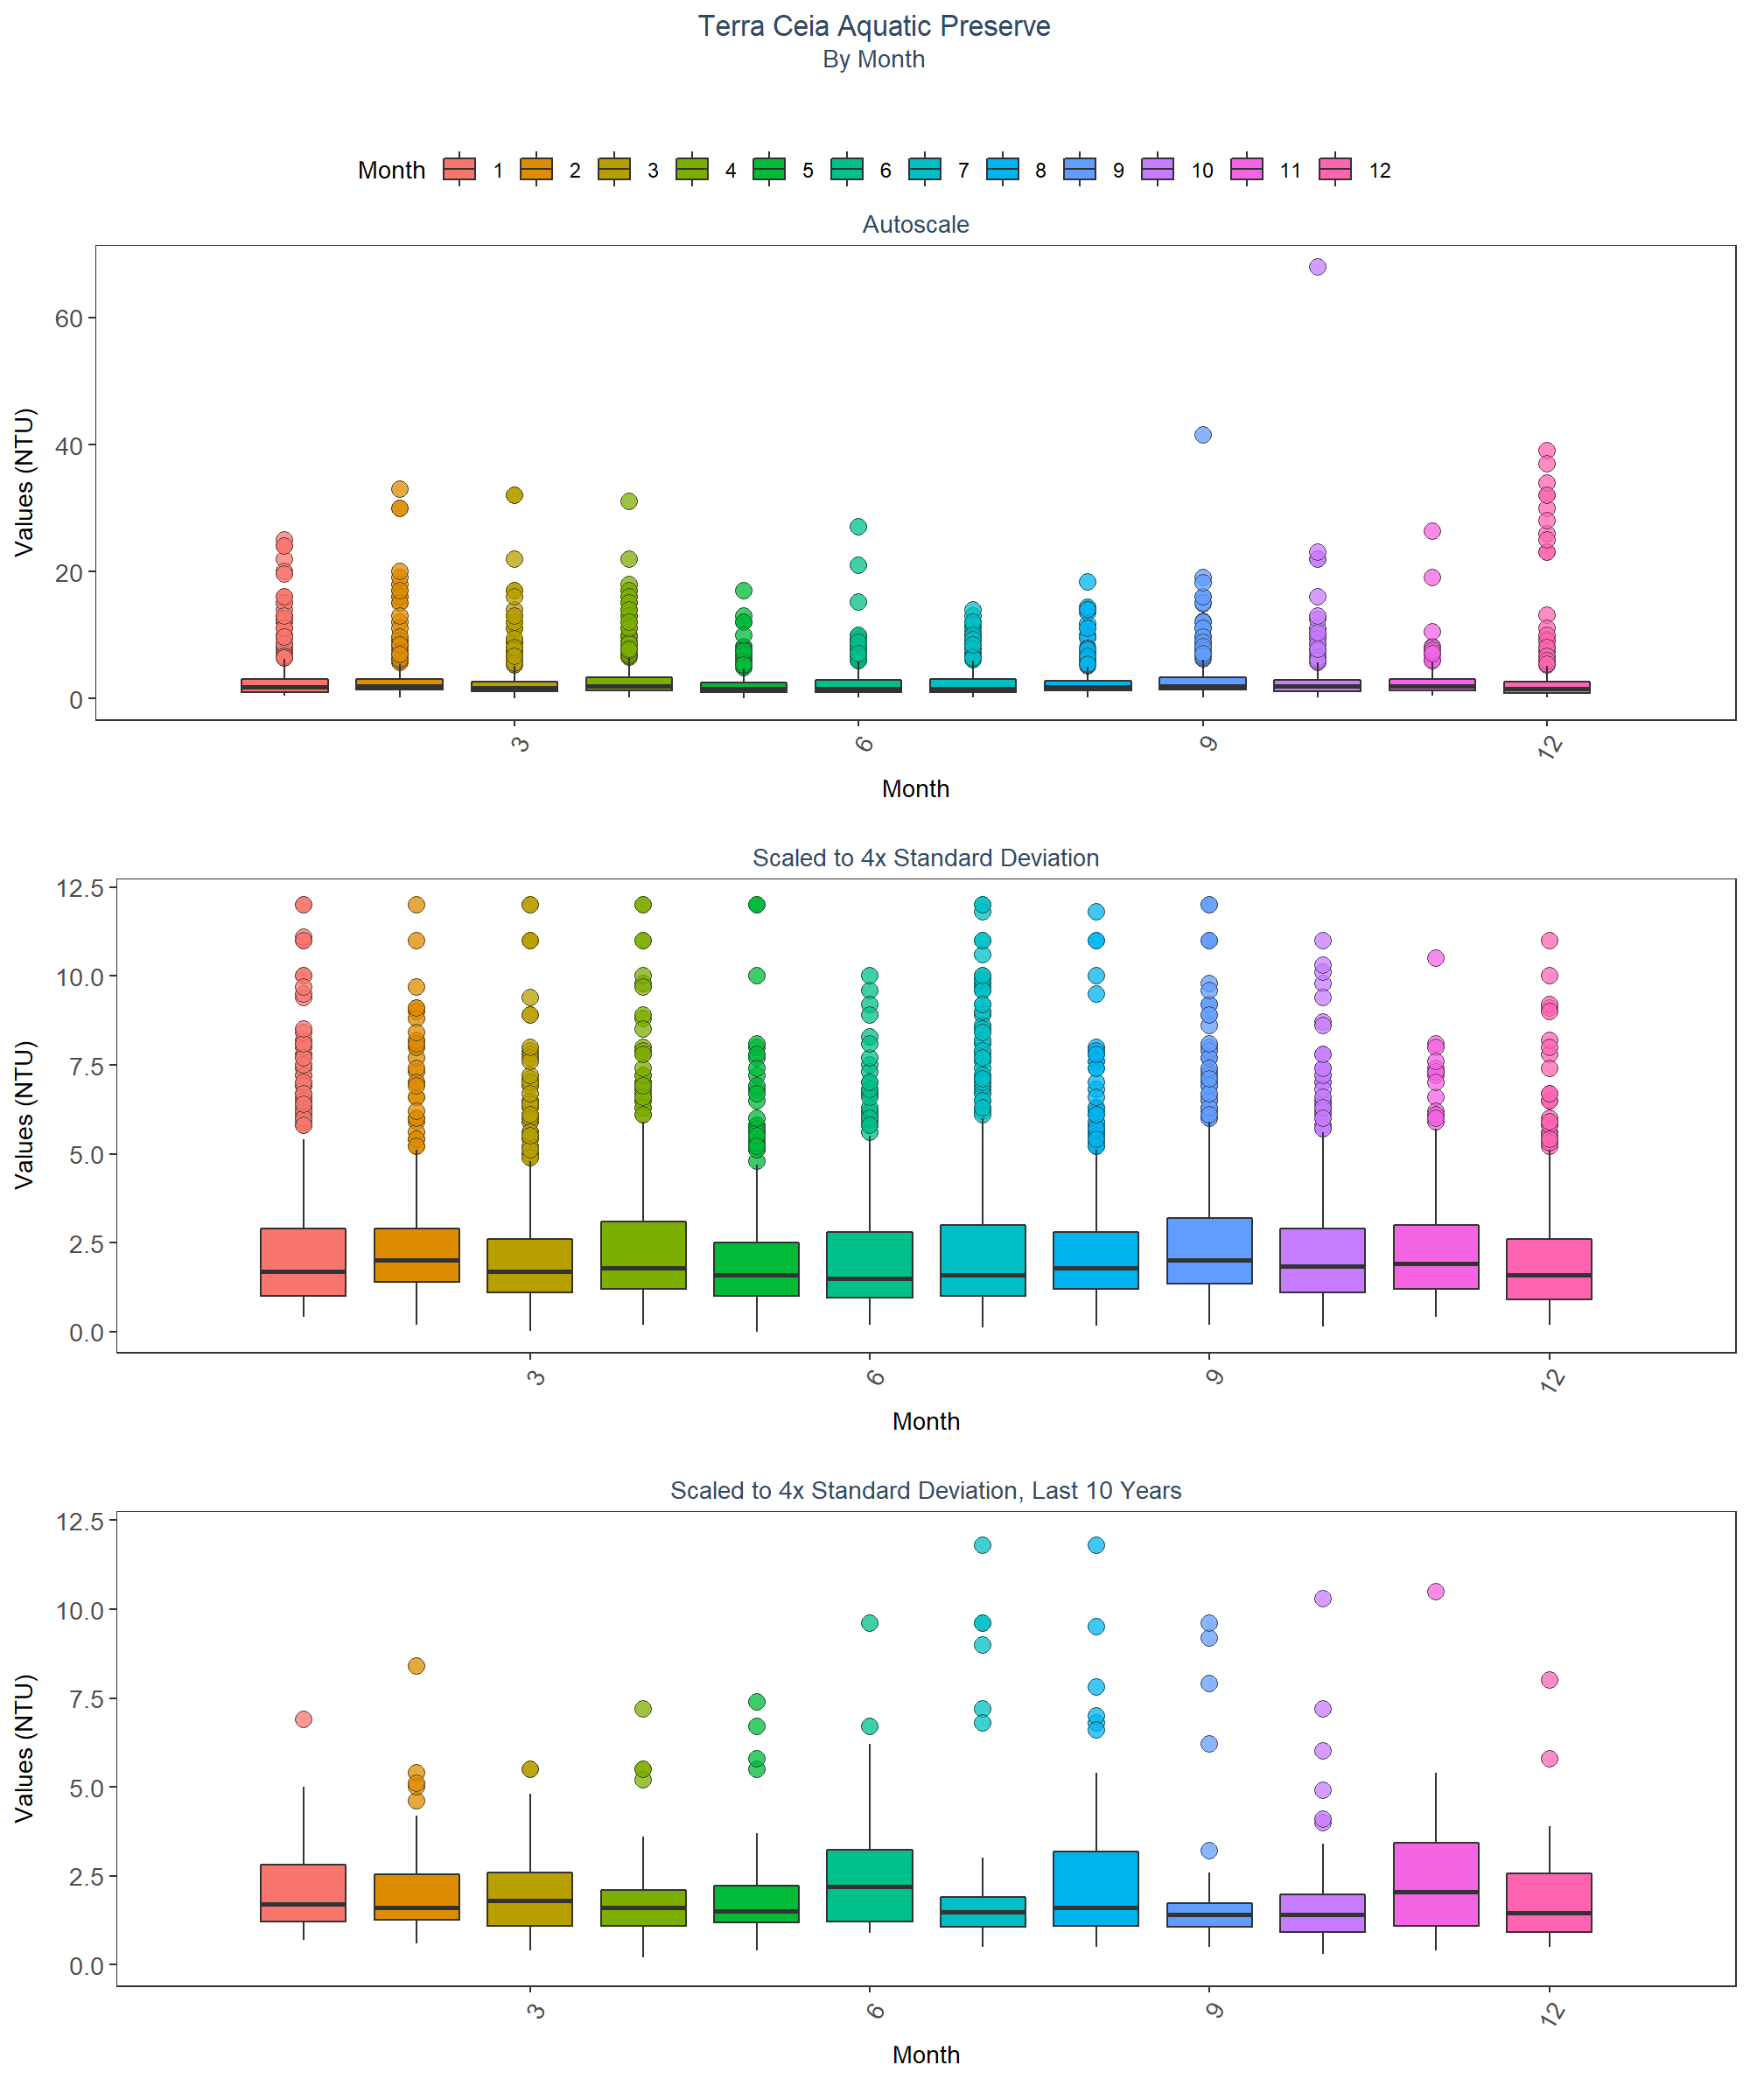 Terra Ceia Aquatic Preserve
By Month
Month 1 2 3 4 5 6 7 8 9 10 11 12
Autoscale
Values (NTU)
60
40
20
0
3 6 9 12
Month
Scaled to 4x Standard Deviation
Values (NTU)
12.5
10.0
7.5
5.0
2.5
0.0
3 6 9 12
Month
Scaled to 4x Standard Deviation, Last 10 Years
Values (NTU)
12.5
10.0
7.5
5.0
2.5
0.0
3 6 9 12
Month